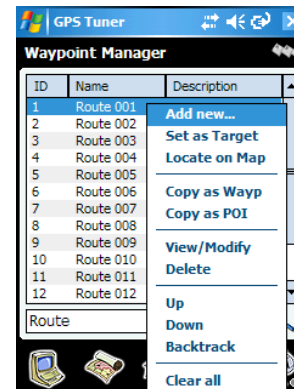 GPS Tuner
Waypoint Manager
ID Name Description
1 Route 001
2 Route 002
3 Route 003
4 Route 004
5 Route 005
6 Route 006
7 Route 007
8 Route 008
9 Route 009
10 Route 010
11 Route 011
12 Route 012
Add new...
Set as Target
Locate on Map
Copy as Wayp
Copy as POI
View/Modify
Delete
Up
Down
Backtrack
Clear all
Route